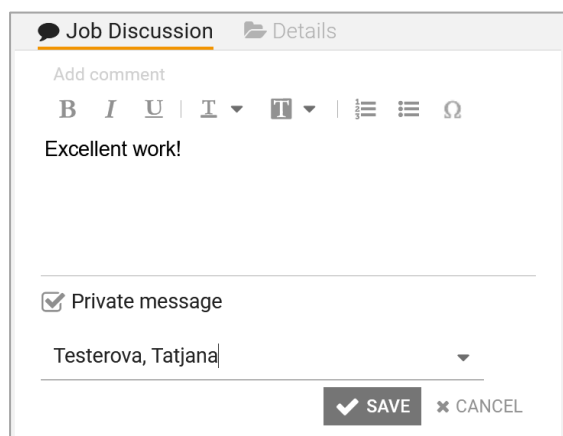 Job Discussion Details
Add comment
B I U T T Ω
Excellent work!
Private message
Testerova, Tatjana
SAVE CANCEL